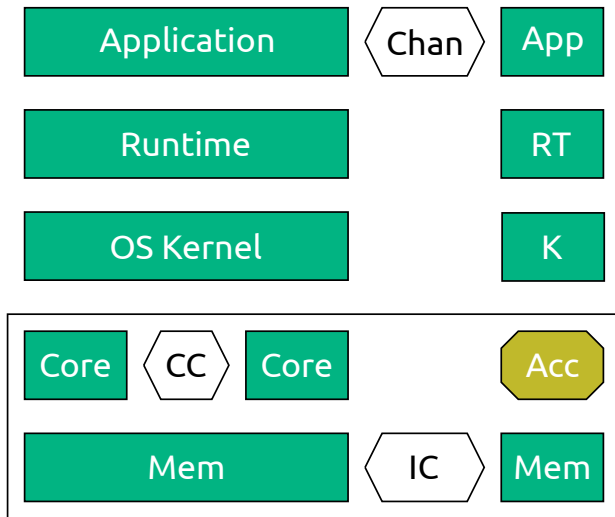 Application Chan App
Runtime RT
OS Kernel K
Core CC Core Acc
Mem IC Mem